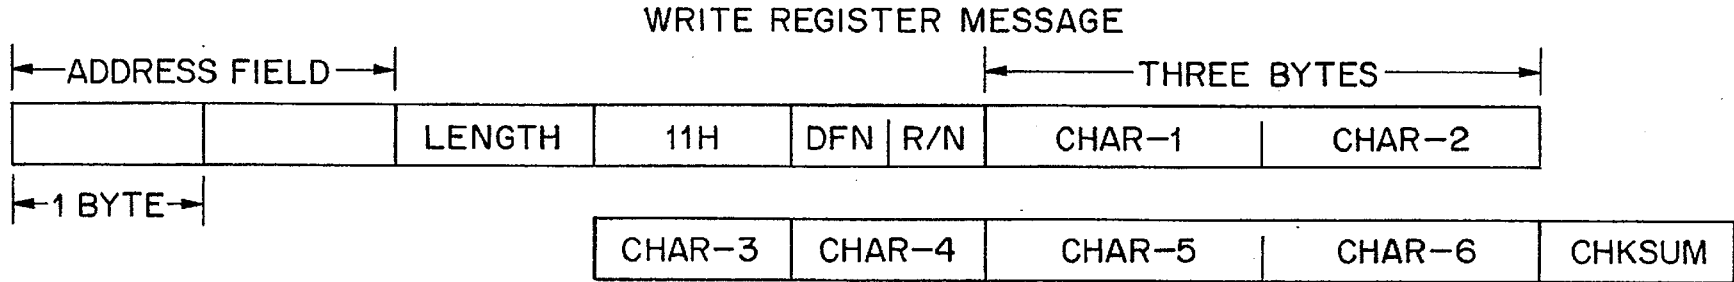 WRITE REGISTER MESSAGE
ADDRESS FIELD THREE BYTES
LENGTH 11H DFN R/N CHAR-1 CHAR-2
1 BYTE
CHAR-3 CHAR-4 CHAR-5 CHAR-6 CHKSUM